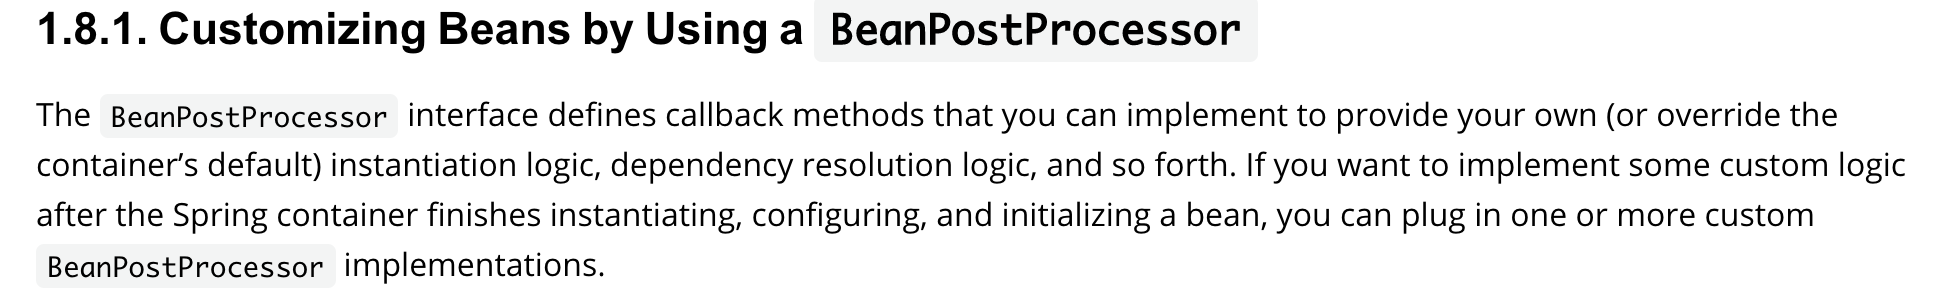 1.8.1. Customizing Beans by Using a BeanPostProcessor
The BeanPostProcessor interface defines callback methods that you can implement to provide your own (or override the
container’s default) instantiation logic, dependency resolution logic, and so forth. If you want to implement some custom logic
after the Spring container finishes instantiating, configuring, and initializing a bean, you can plug in one or more custom
BeanPostProcessor implementations.